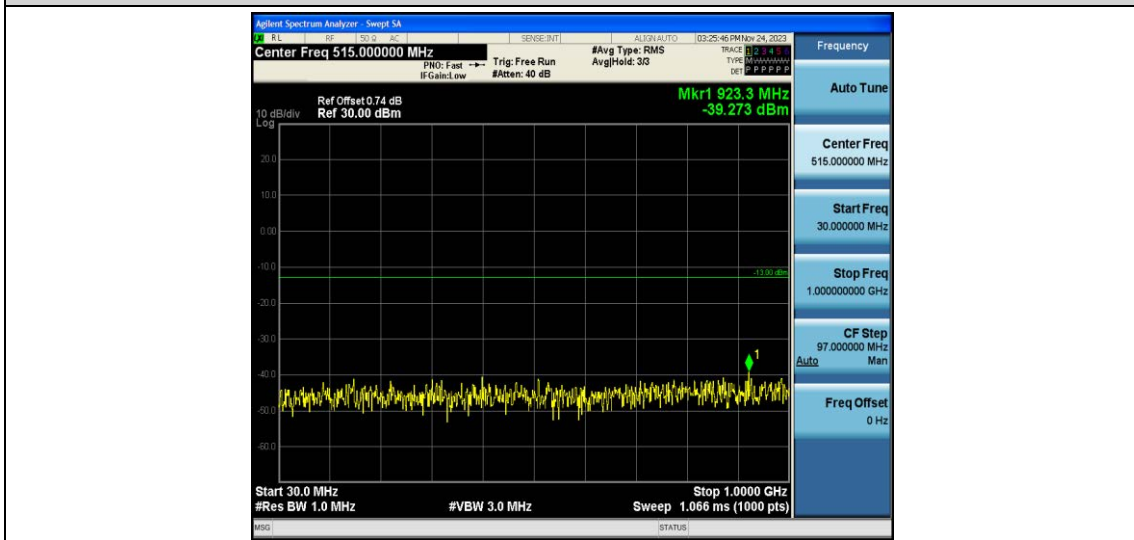 Agilent Spectrum Analyzer - Swept SA
RL RF 50 Ω AC SENSE:INT ALIGN AUTO 03:25:46 PM Nov 24, 2023
Center Freq 515.000000 MHz
PNO: Fast
IFGain:Low
Trig: Free Run
#Atten: 40 dB
#Avg Type: RMS
Avg|Hold: 3/3
TRACE 1 2 3 4 5 6
TYPE M
DET P P P P P P
Ref Offset 0.74 dB
10 dB/div Ref 30.00 dBm
Log
Mkr1 923.3 MHz
-39.273 dBm
20.0
10.0
0.00
-10.0
-13.00 dBm
-20.0
-30.0
1
-40.0
-50.0
-60.0
Start 30.0 MHz Stop 1.0000 GHz
#Res BW 1.0 MHz #VBW 3.0 MHz Sweep 1.066 ms (1000 pts)
MSG STATUS
Frequency
Auto Tune
Center Freq
515.000000 MHz
Start Freq
30.000000 MHz
Stop Freq
1.000000000 GHz
CF Step
97.000000 MHz
Auto Man
Freq Offset
0 Hz